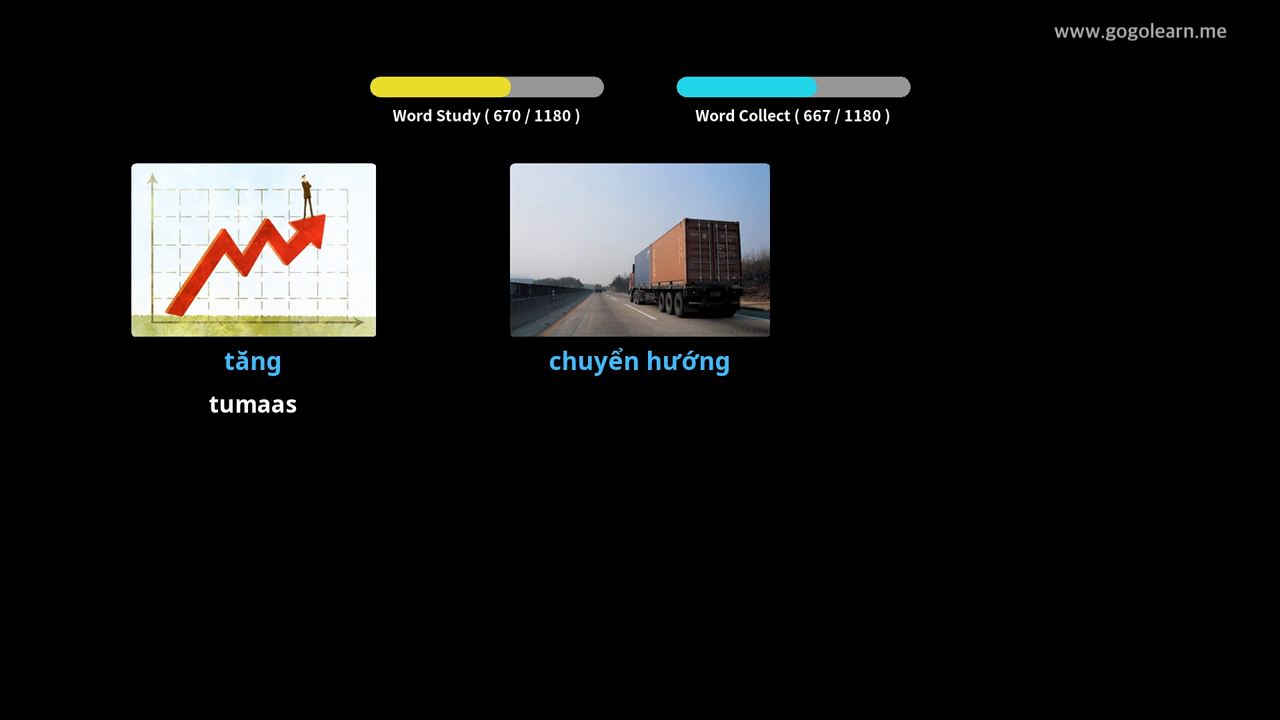 www.gogolearn.me
Word Study ( 670 / 1180 )
Word Collect ( 667 / 1180 )
tăng
chuyển hướng
tumaas